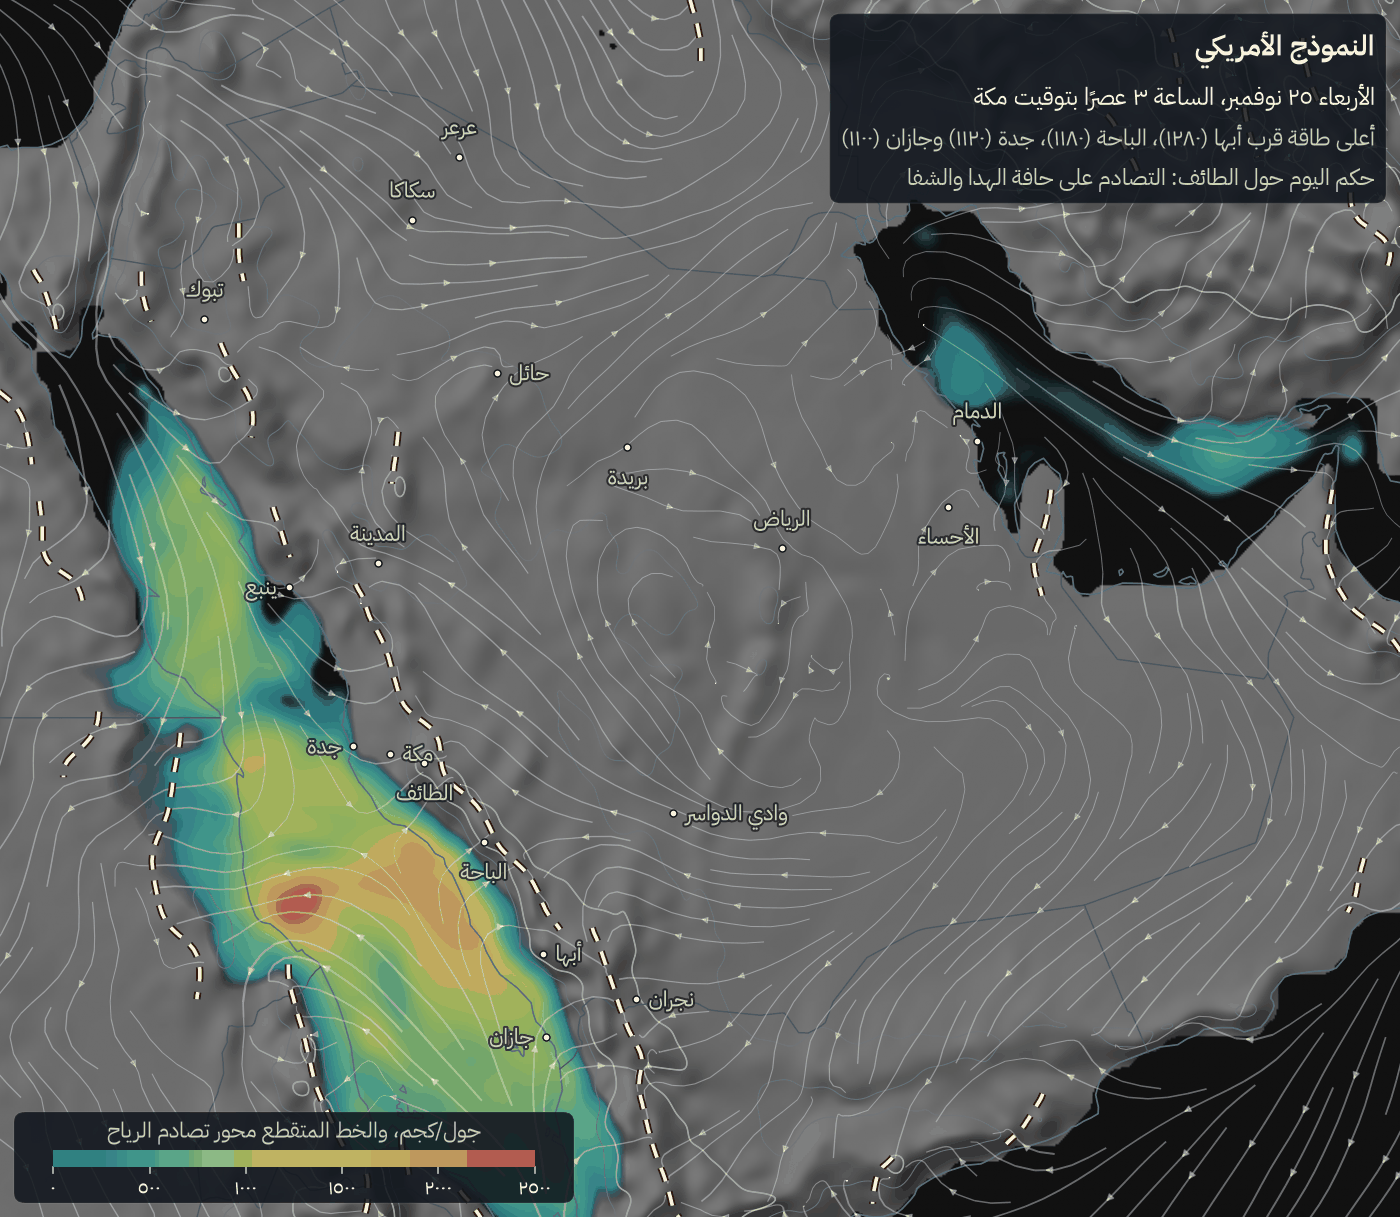 النموذج الأمريكي
الأربعاء ٢٥ نوفمبر، الساعة ٣ عصرًا بتوقيت مكة
أعلى طاقة قرب أبها (١٢٨٠)، الباحة (١١٨٠)، جدة (١١٢٠) وجازان (١١٠٠)
حكم اليوم حول الطائف: التصادم على حافة الهدا والشفا
عرعر
سكاكا
تبوك
حائل
الدمام
بريدة
الرياض
الأحساء
المدينة
ينبع
جدة
مكة
الطائف
وادي الدواسر
الباحة
أبها
نجران
جازان
جول/كجم، والخط المتقطع محور تصادم الرياح
٠ ٥٠٠ ١٠٠٠ ١٥٠٠ ٢٠٠٠ ٢٥٠٠